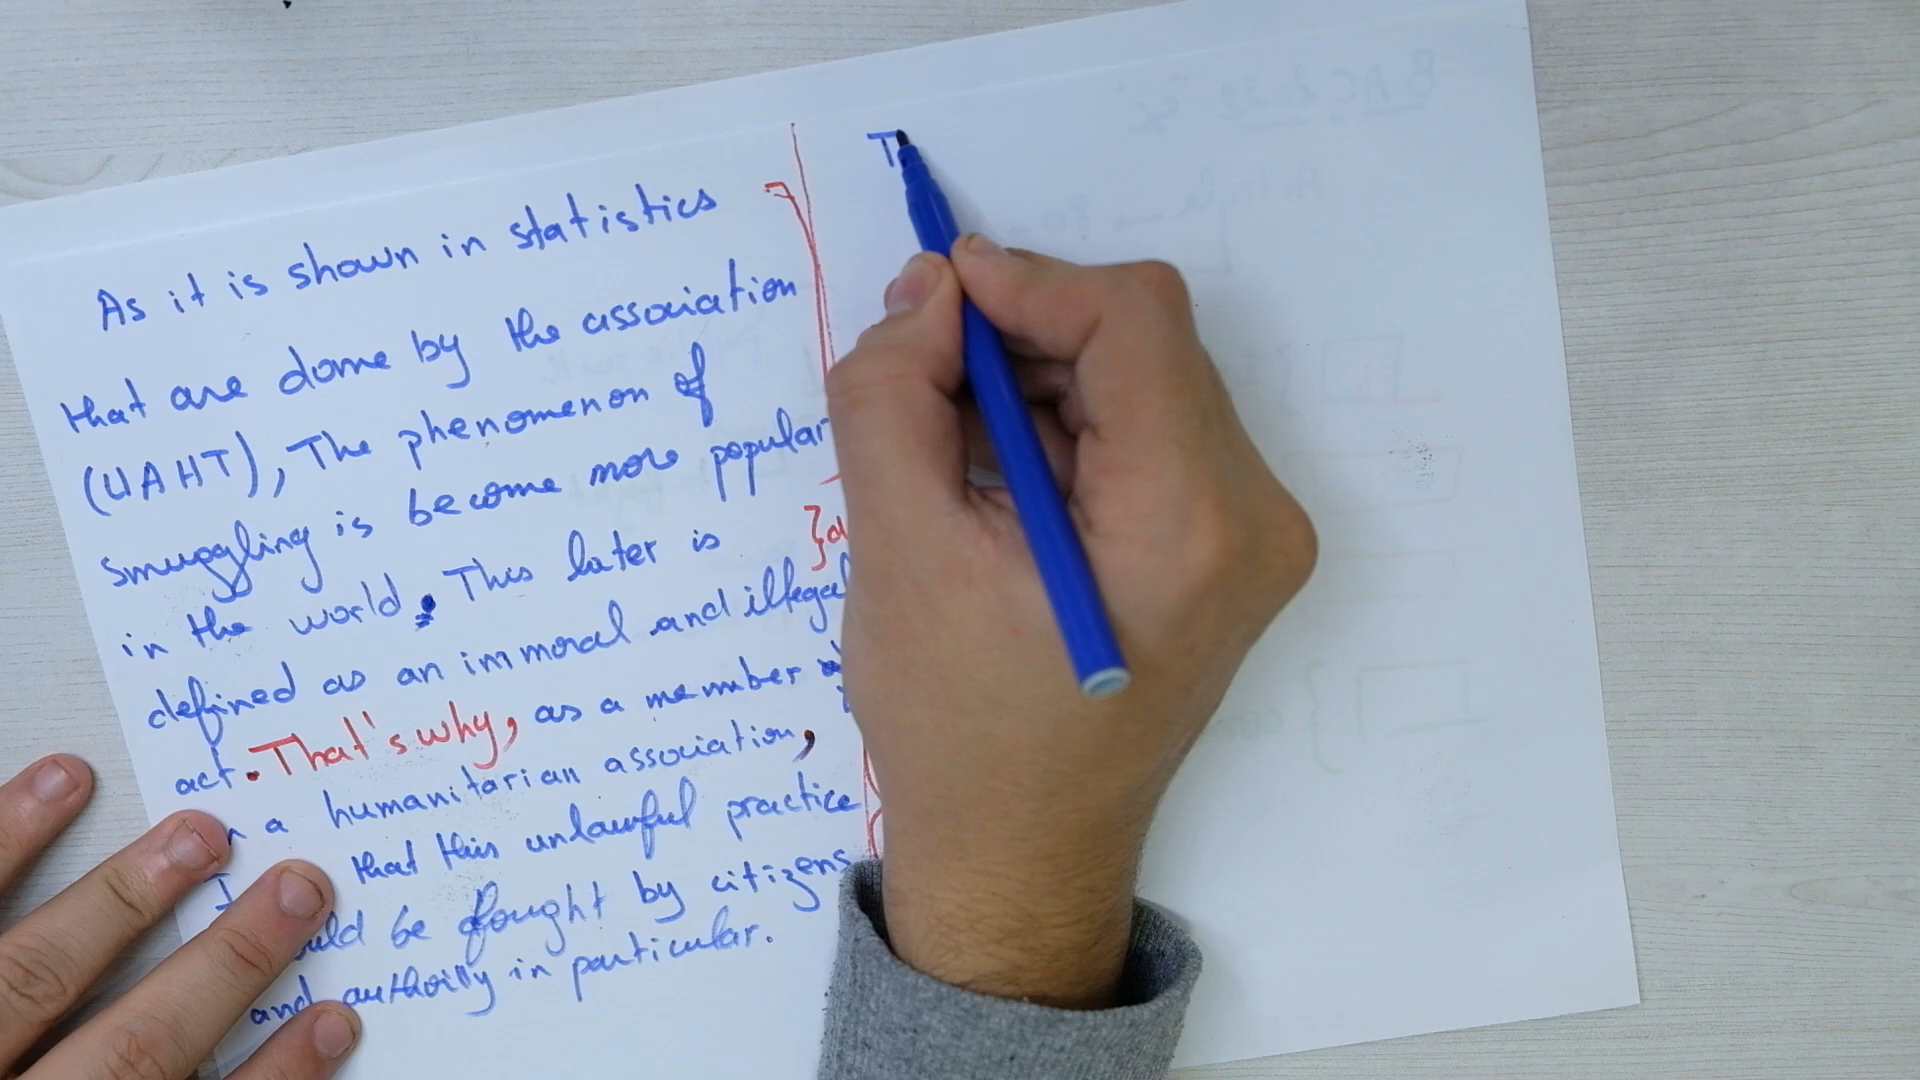 As it is shown in statistics
that are done by the association
(UAHT), The phenomenon of
smuggling is become more popular
in the world. This later is
defined as an immoral and illegal
act. That's why, as a member
a humanitarian association,
that this unlawful practice
be fought by citizens
and authority in particular.
T
BAC 2022